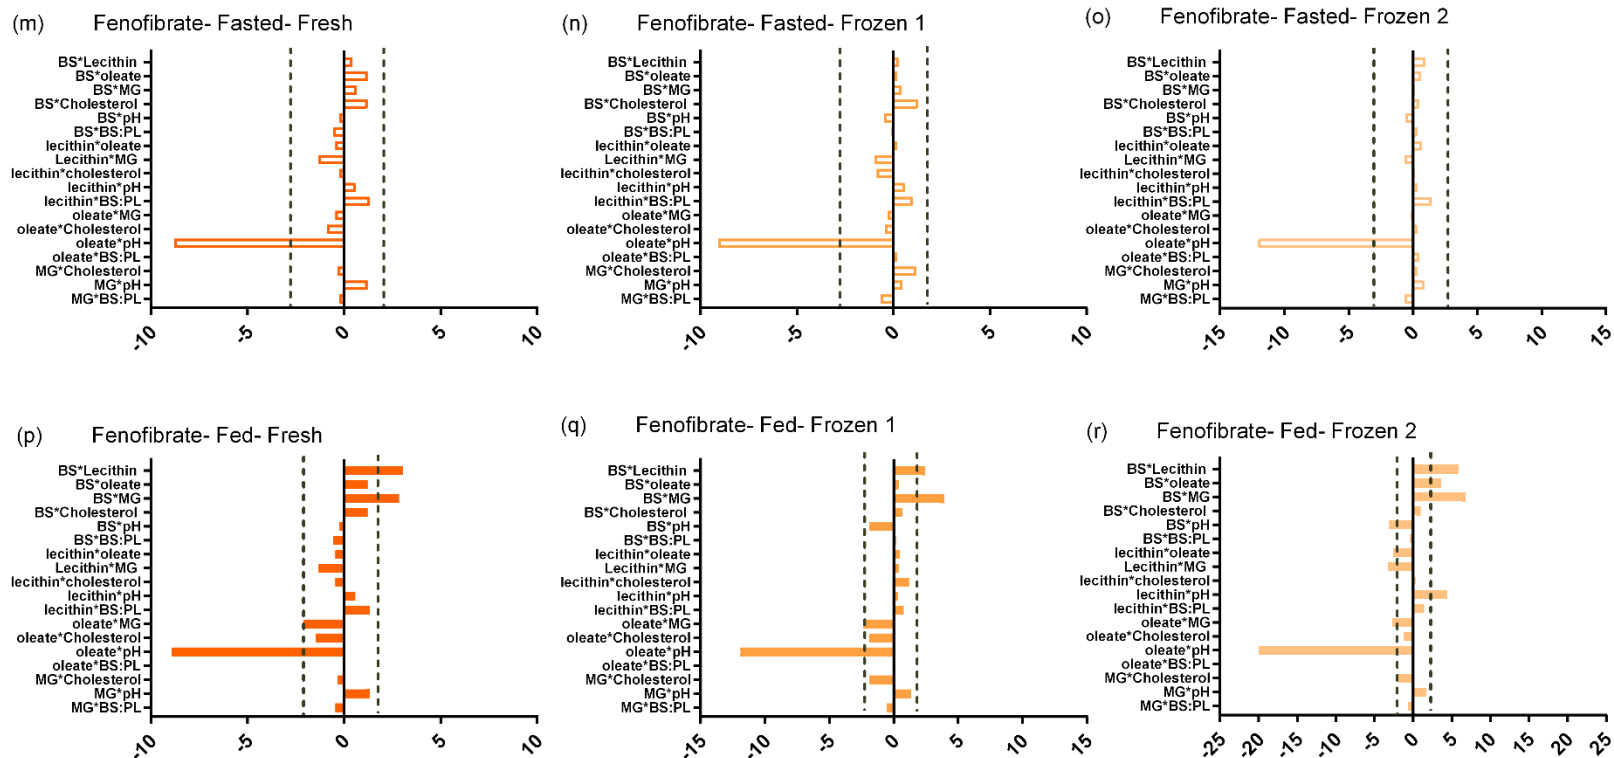 (m) Fenofibrate- Fasted- Fresh
BS*Lecithin
BS*oleate
BS*MG
BS*Cholesterol
BS*pH
BS*BS:PL
lecithin*oleate
Lecithin*MG
lecithin*cholesterol
lecithin*pH
lecithin*BS:PL
oleate*MG
oleate*Cholesterol
oleate*pH
oleate*BS:PL
MG*Cholesterol
MG*pH
MG*BS:PL
-10 -5 0 5 10
(n) Fenofibrate- Fasted- Frozen 1
BS*Lecithin
BS*oleate
BS*MG
BS*Cholesterol
BS*pH
BS*BS:PL
lecithin*oleate
Lecithin*MG
lecithin*cholesterol
lecithin*pH
lecithin*BS:PL
oleate*MG
oleate*Cholesterol
oleate*pH
oleate*BS:PL
MG*Cholesterol
MG*pH
MG*BS:PL
-10 -5 0 5 10
(o) Fenofibrate- Fasted- Frozen 2
BS*Lecithin
BS*oleate
BS*MG
BS*Cholesterol
BS*pH
BS*BS:PL
lecithin*oleate
Lecithin*MG
lecithin*cholesterol
lecithin*pH
lecithin*BS:PL
oleate*MG
oleate*Cholesterol
oleate*pH
oleate*BS:PL
MG*Cholesterol
MG*pH
MG*BS:PL
-15 -10 -5 0 5 10 15
(p) Fenofibrate- Fed- Fresh
BS*Lecithin
BS*oleate
BS*MG
BS*Cholesterol
BS*pH
BS*BS:PL
lecithin*oleate
Lecithin*MG
lecithin*cholesterol
lecithin*pH
lecithin*BS:PL
oleate*MG
oleate*Cholesterol
oleate*pH
oleate*BS:PL
MG*Cholesterol
MG*pH
MG*BS:PL
-10 -5 0 5 10
(q) Fenofibrate- Fed- Frozen 1
BS*Lecithin
BS*oleate
BS*MG
BS*Cholesterol
BS*pH
BS*BS:PL
lecithin*oleate
Lecithin*MG
lecithin*cholesterol
lecithin*pH
lecithin*BS:PL
oleate*MG
oleate*Cholesterol
oleate*pH
oleate*BS:PL
MG*Cholesterol
MG*pH
MG*BS:PL
-15 -10 -5 0 5 10 15
(r) Fenofibrate- Fed- Frozen 2
BS*Lecithin
BS*oleate
BS*MG
BS*Cholesterol
BS*pH
BS*BS:PL
lecithin*oleate
Lecithin*MG
lecithin*cholesterol
lecithin*pH
lecithin*BS:PL
oleate*MG
oleate*Cholesterol
oleate*pH
oleate*BS:PL
MG*Cholesterol
MG*pH
MG*BS:PL
-25 -20 -15 -10 -5 0 5 10 15 20 25